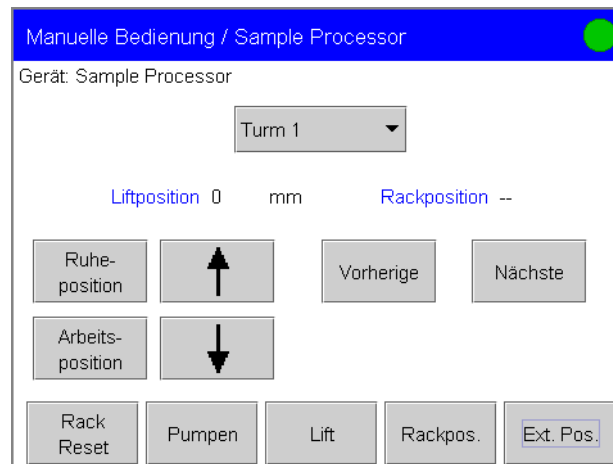 Manuelle Bedienung / Sample Processor
Gerät: Sample Processor
Turm 1
Liftposition 0 mm Rackposition --
Ruhe-
position
Vorherige
Nächste
Arbeits-
position
Rack
Reset
Pumpen
Lift
Rackpos.
Ext. Pos.